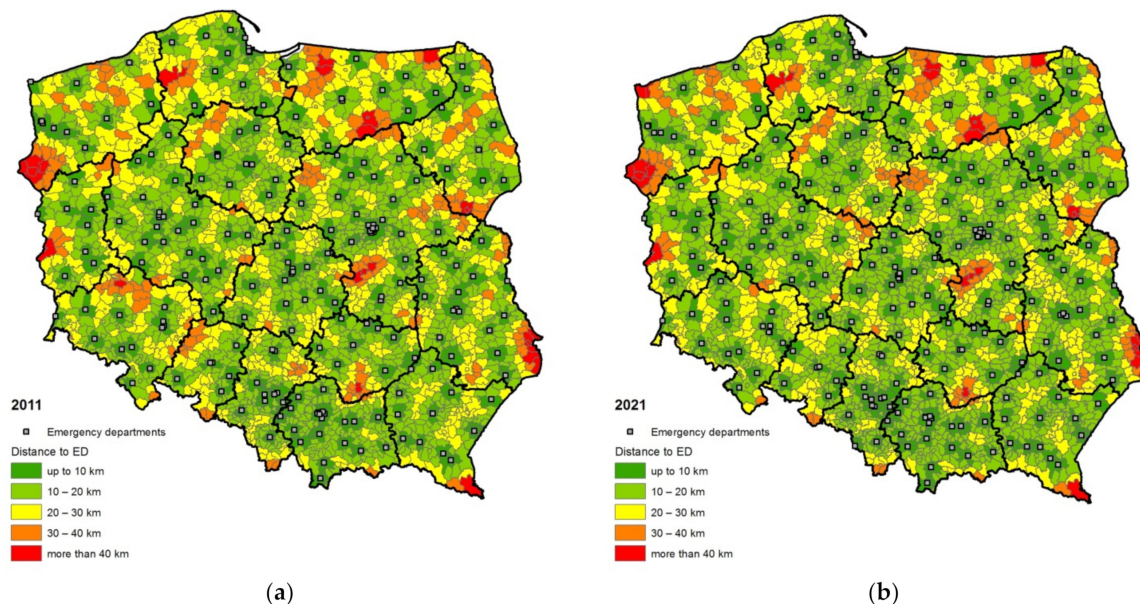 2011
Emergency departments
Distance to ED
up to 10 km
10 – 20 km
20 – 30 km
30 – 40 km
more than 40 km
(a)
2021
Emergency departments
Distance to ED
up to 10 km
10 – 20 km
20 – 30 km
30 – 40 km
more than 40 km
(b)